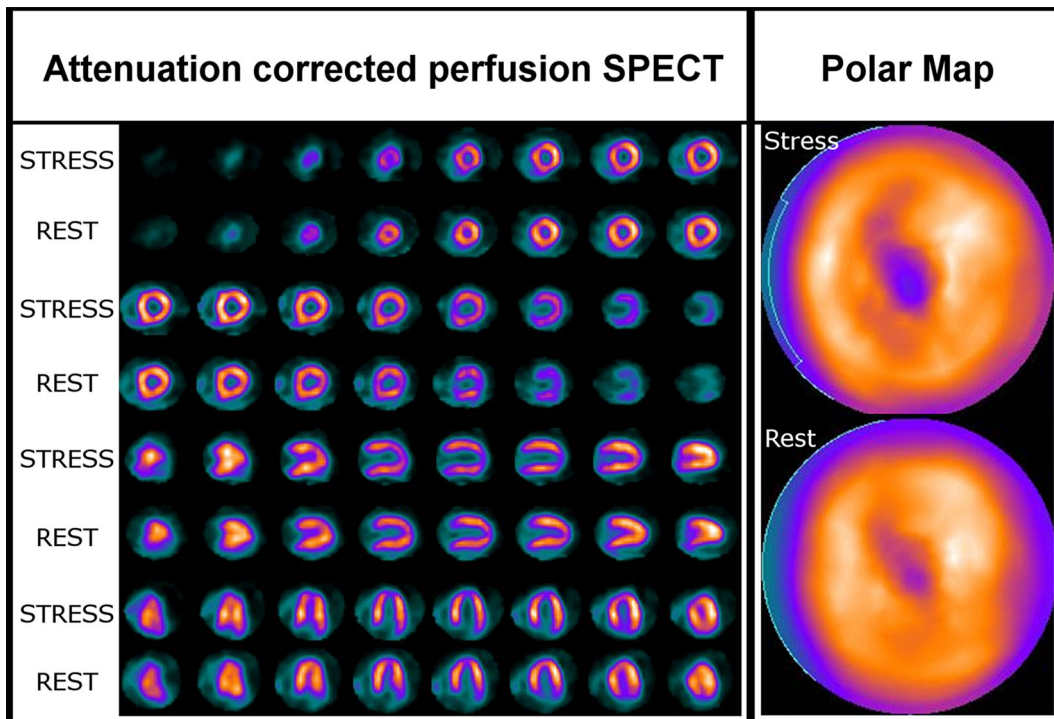 Attenuation corrected perfusion SPECT
Polar Map
STRESS
REST
STRESS
REST
STRESS
REST
STRESS
REST
Stress
Rest